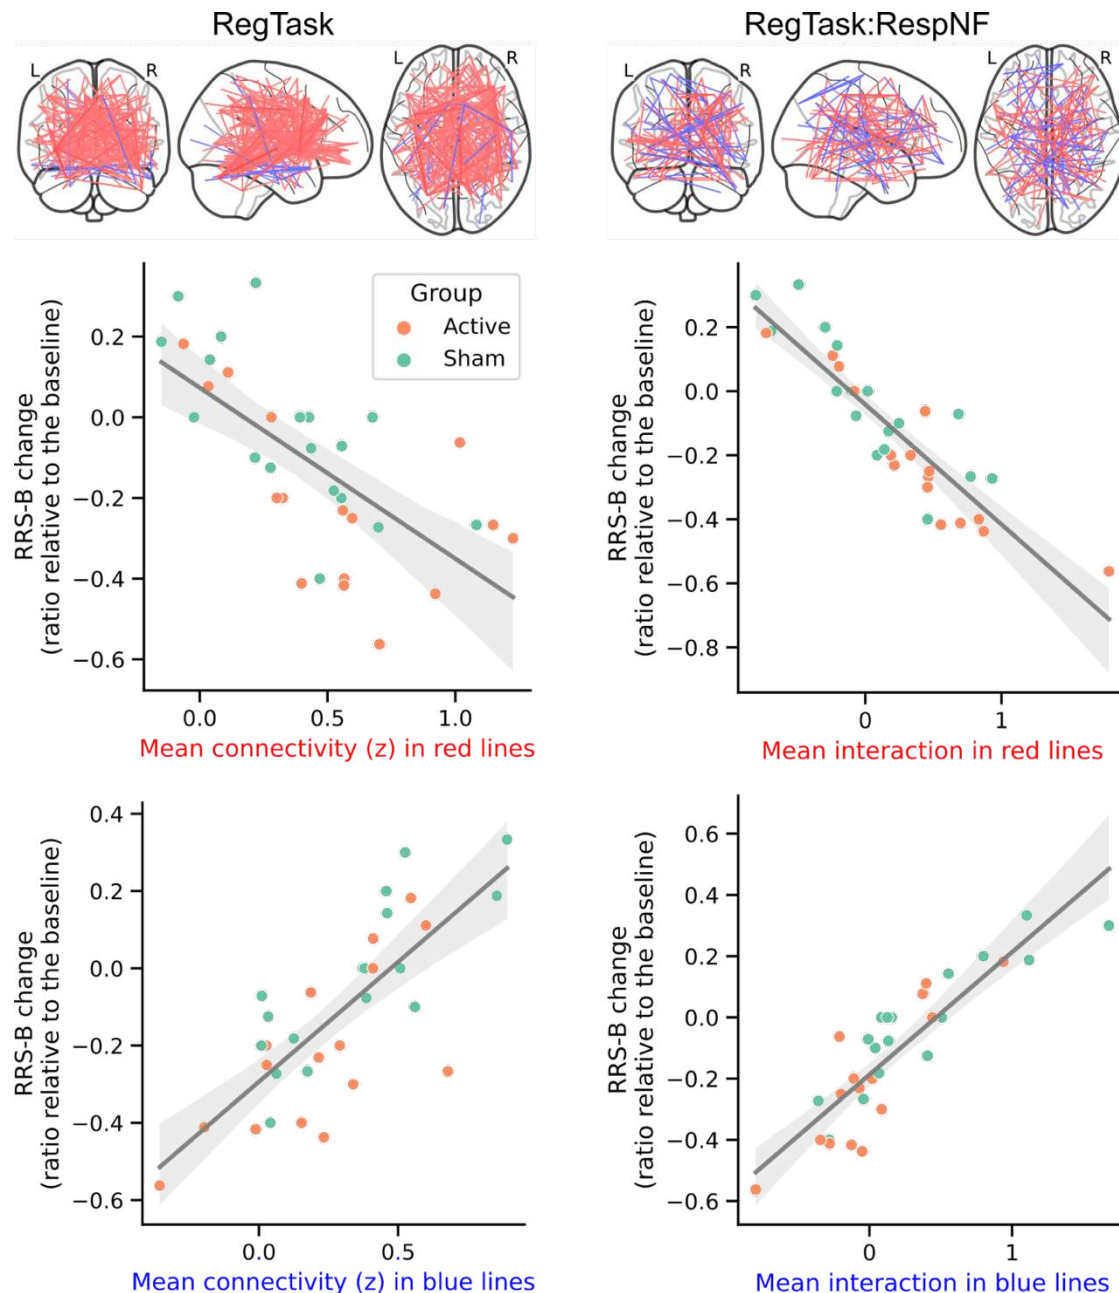 RegTask
RegTask:RespNF
L R L R
L R L R
RRS-B change
(ratio relative to the baseline)
0.2
0.0
−0.2
−0.4
−0.6
Group
Active
Sham
0.0 0.5 1.0
Mean connectivity (z) in red lines
RRS-B change
(ratio relative to the baseline)
0.2
0.0
−0.2
−0.4
−0.6
−0.8
0 1
Mean interaction in red lines
RRS-B change
(ratio relative to the baseline)
0.4
0.2
0.0
−0.2
−0.4
−0.6
0.0 0.5
Mean connectivity (z) in blue lines
RRS-B change
(ratio relative to the baseline)
0.6
0.4
0.2
0.0
−0.2
−0.4
−0.6
0 1
Mean interaction in blue lines